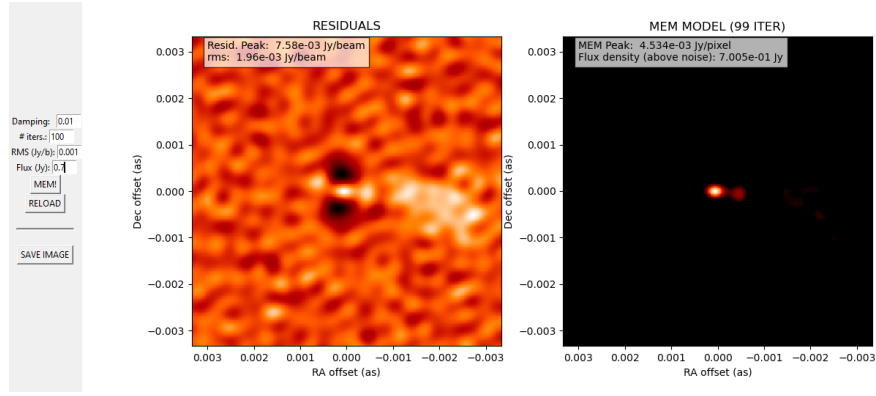 Damping: 0.01
# iters.: 100
RMS (Jy/b): 0.001
Flux (Jy): 0.7
MEM!
RELOAD
SAVE IMAGE
RESIDUALS
Resid. Peak: 7.58e-03 Jy/beam
rms: 1.96e-03 Jy/beam
Dec offset (as)
0.003
0.002
0.001
0.000
−0.001
−0.002
−0.003
0.003 0.002 0.001 0.000 −0.001 −0.002 −0.003
RA offset (as)
MEM MODEL (99 ITER)
MEM Peak: 4.534e-03 Jy/pixel
Flux density (above noise): 7.005e-01 Jy
Dec offset (as)
0.003
0.002
0.001
0.000
−0.001
−0.002
−0.003
0.003 0.002 0.001 0.000 −0.001 −0.002 −0.003
RA offset (as)